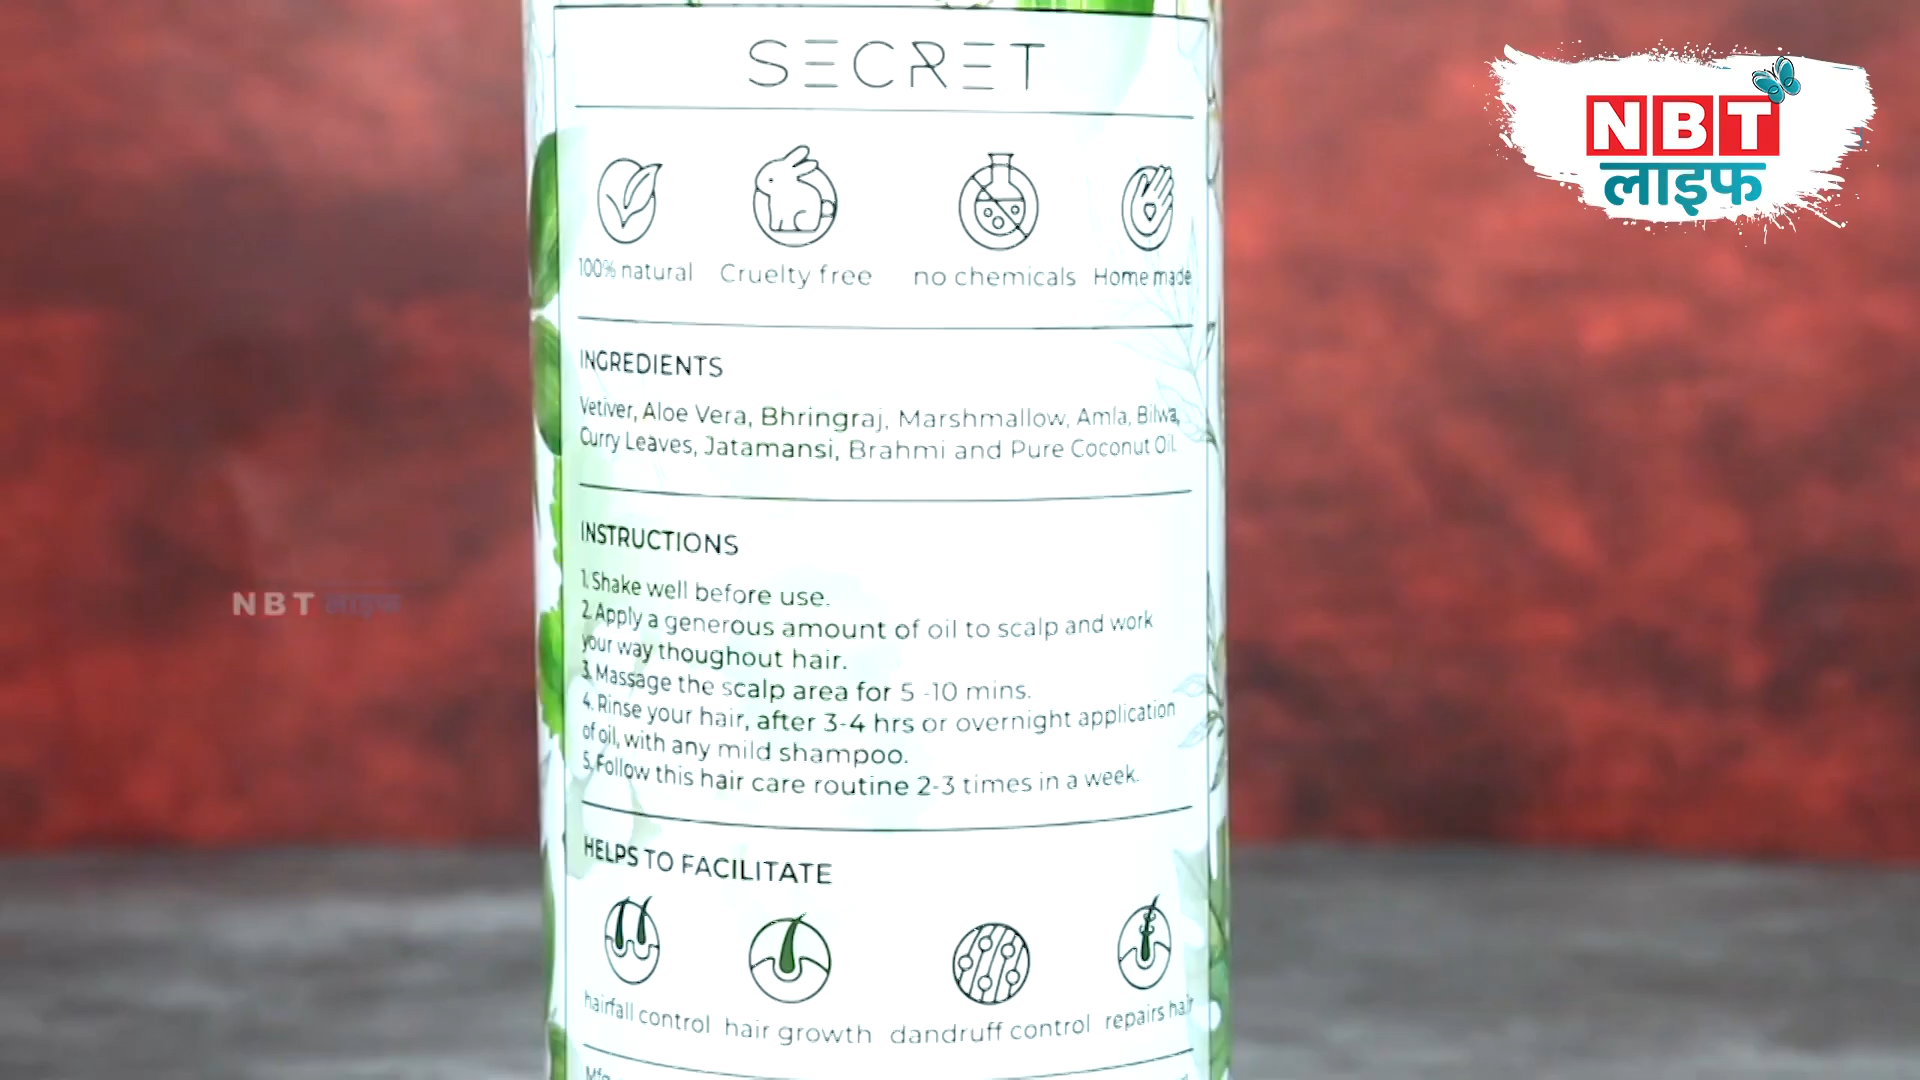 SECRET
NBT
लाइफ
100% natural
Cruelty free
no chemicals
Home made
INGREDIENTS
Vetiver, Aloe Vera, Bhringraj, Marshmallow, Amla, Bilwa,
Curry Leaves, Jatamansi, Brahmi and Pure Coconut Oil.
INSTRUCTIONS
1. Shake well before use.
2. Apply a generous amount of oil to scalp and work
your way thoughout hair.
3. Massage the scalp area for 5 -10 mins.
4. Rinse your hair, after 3-4 hrs or overnight application
of oil, with any mild shampoo.
5. Follow this hair care routine 2-3 times in a week.
NBT लाइफ
HELPS TO FACILITATE
hairfall control
hair growth
dandruff control
repairs hair